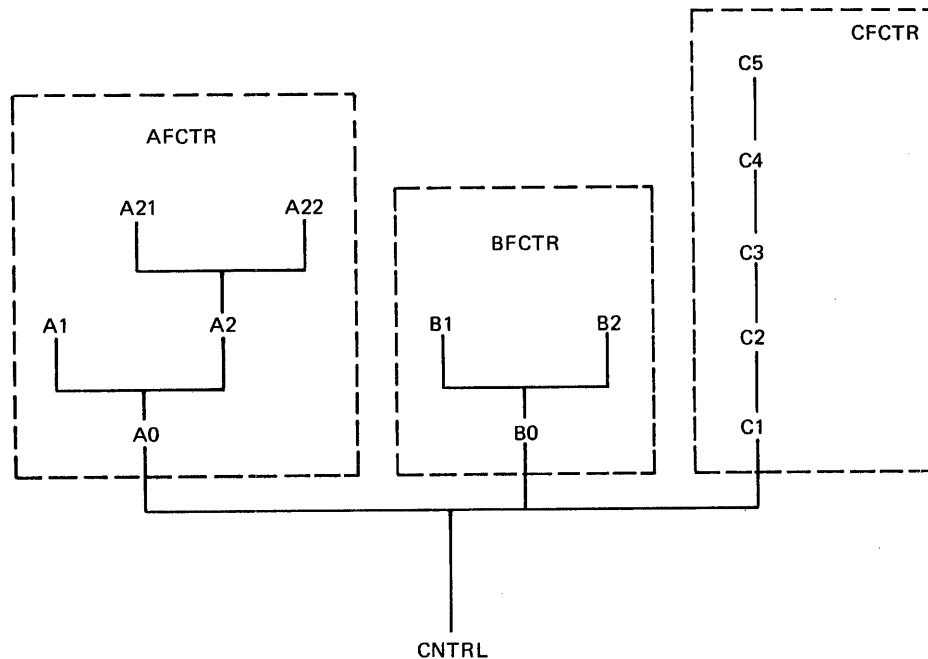 CFCTR
C5
AFCTR
C4
A21 A22
BFCTR
C3
A1 A2 B1 B2
C2
A0 B0 C1
CNTRL